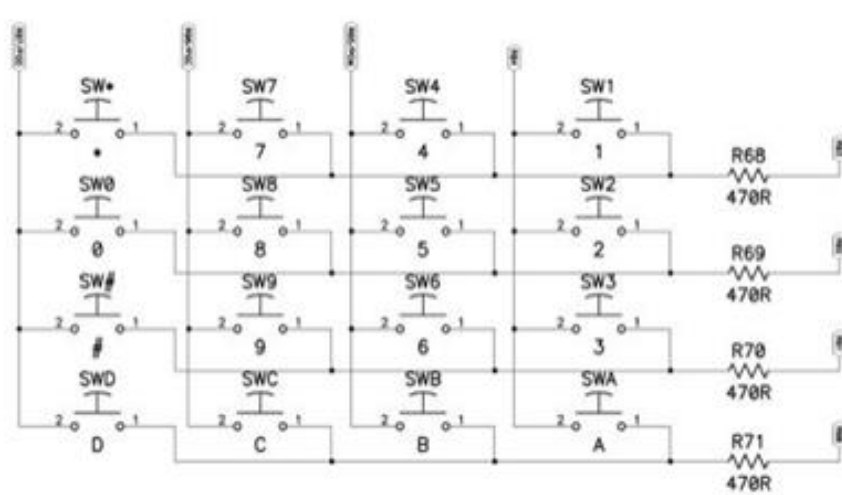 SW* SW7 SW4 SW1
2 1 2 1 2 1 2 1
* 7 4 1 R68
470R
SW0 SW8 SW5 SW2
2 1 2 1 2 1 2 1
0 8 5 2 R69
470R
SW# SW9 SW6 SW3
2 1 2 1 2 1 2 1
# 9 6 3 R70
470R
SWD SWC SWB SWA
2 1 2 1 2 1 2 1
D C B A R71
470R